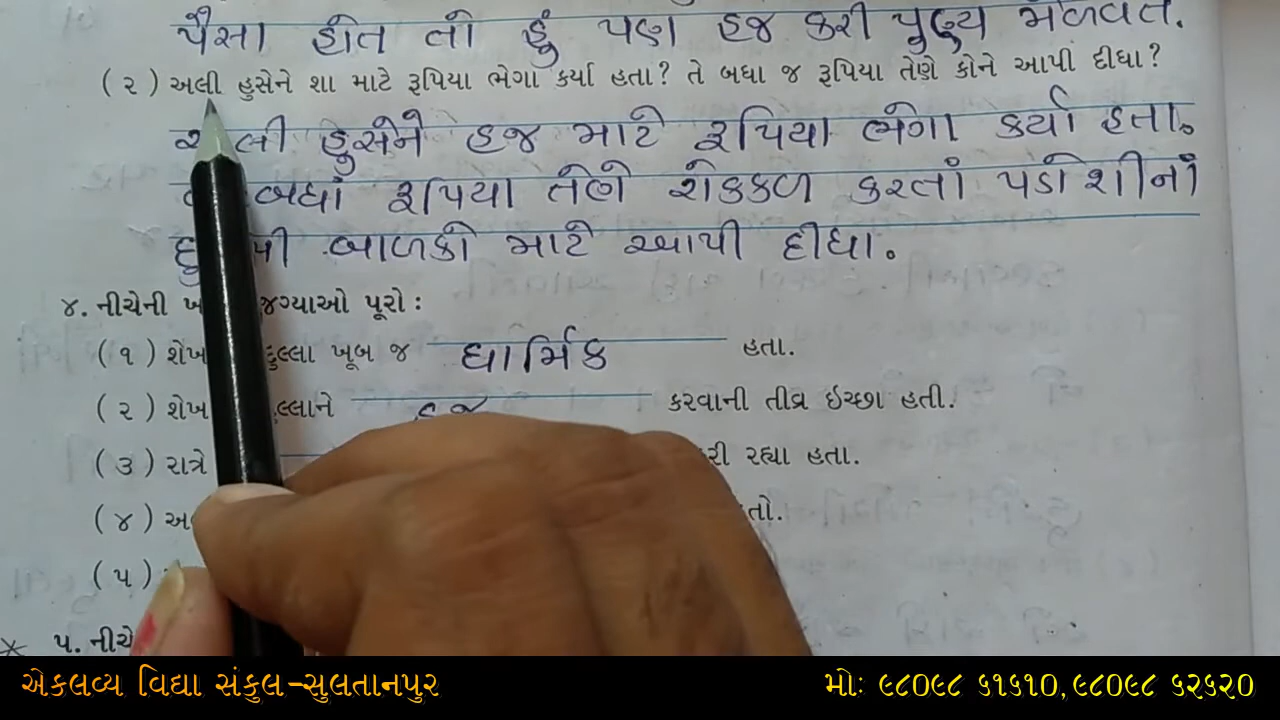 પૈસા હોત તો હું પણ હજ કરી પુણ્ય મેળવત.
(૨) અલી હુસેને શા માટે રૂપિયા ભેગા કર્યા હતા? તે બધા જ રૂપિયા તેણે કોને આપી દીધા?
લી હુસેને હજ માટે રૂપિયા ભેગા કર્યા હતા.
બધાં રૂપિયા તેણે રોકકળ કરતાં પડોશીનાં
બાળકો માટે આપી દીધા.
૪. નીચેની જગ્યાઓ પૂરો :
(૧) શેખ ખૂબ જ ધાર્મિક હતા.
(૨) શેખ કરવાની તીવ્ર ઇચ્છા હતી.
(૩) રાત્રે રહ્યા હતા.
(૪)
(૫)
* ૫.
એકલવ્ય વિદ્યા સંકુલ-સુલતાનપુર
મો: ૯૮૦૯૮ ૬૧૬૧૦, ૯૮૦૯૮ ૬૨૬૨૦